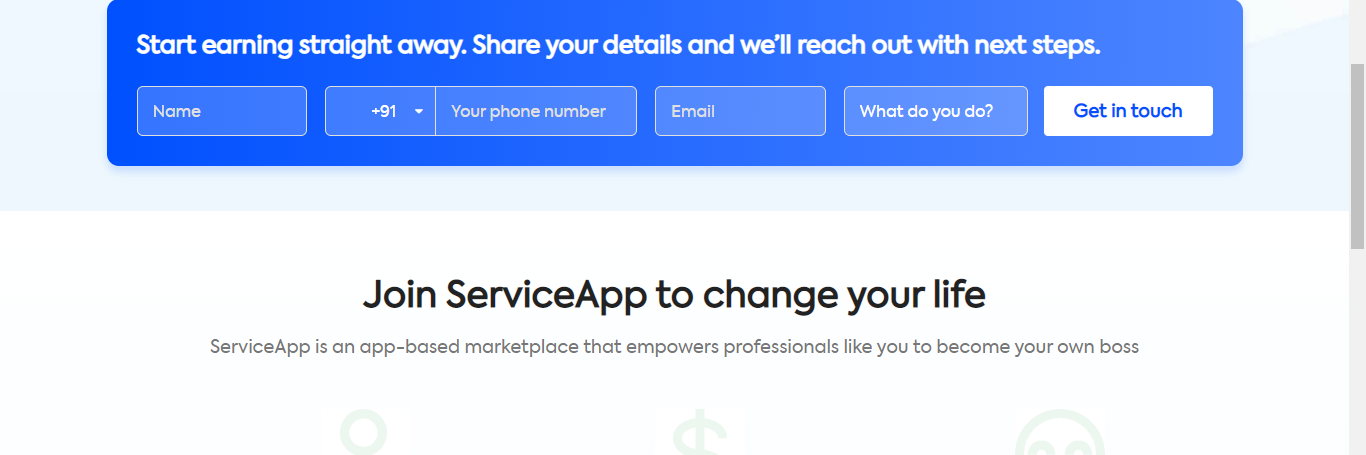 Start earning straight away. Share your details and we'll reach out with next steps.
Name
+91
Your phone number
Email
What do you do?
Get in touch
Join ServiceApp to change your life
ServiceApp is an app-based marketplace that empowers professionals like you to become your own boss
$